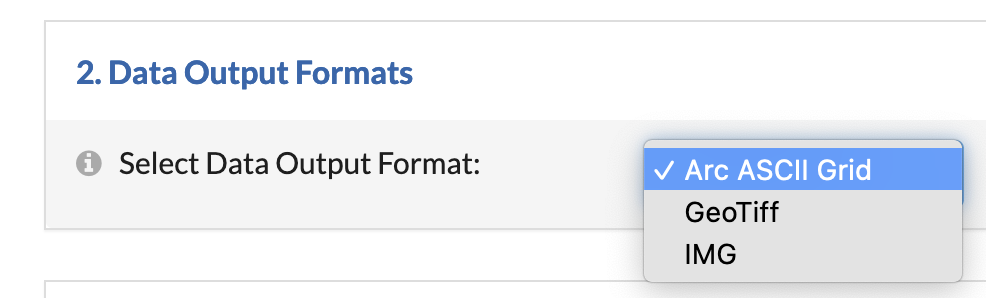 2. Data Output Formats
Select Data Output Format:
✓ Arc ASCII Grid
GeoTiff
IMG